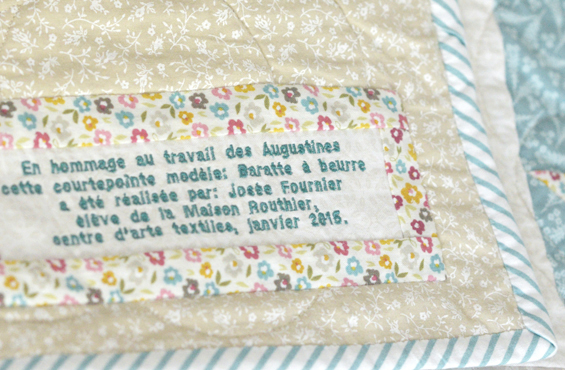 En hommage au travail des Augustines
cette courtepointe modèle: Baratte à beurre
a été réalisée par: Josée Fournier
élève de la Maison Routhier,
centre d'arts textiles, janvier 2015.